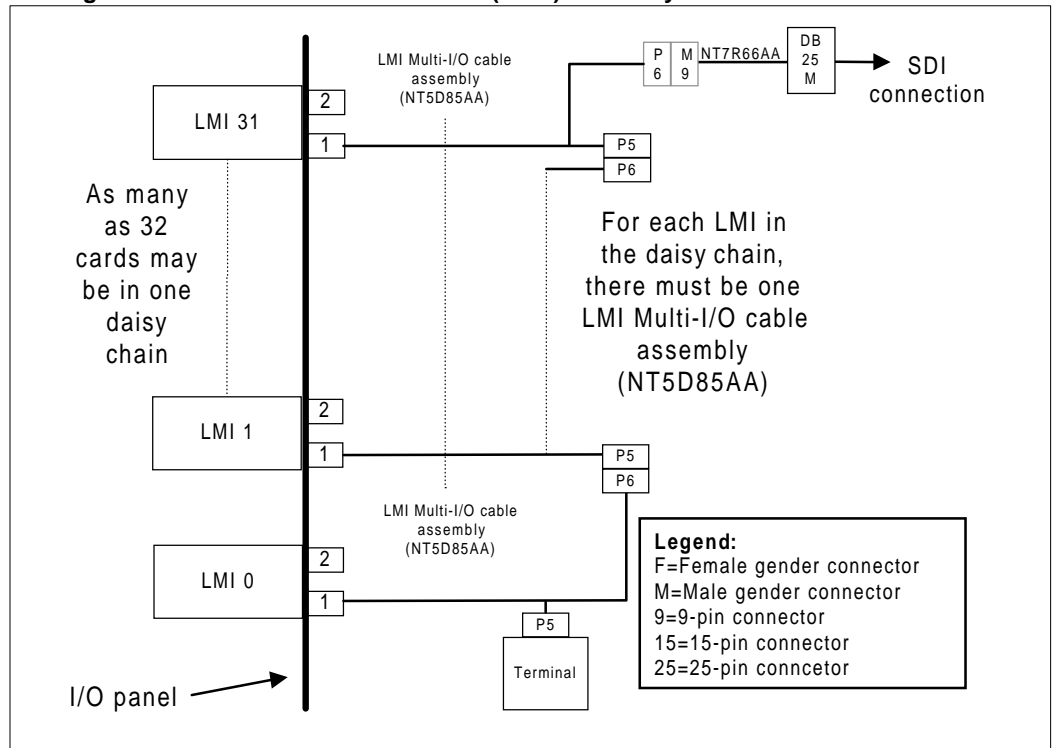 LMI Multi-I/O cable
assembly
(NT5D85AA)
P
6
M
9
NT7R66AA
DB
25
M
SDI
connection
LMI 31
2
1
P5
P6
As many
as 32
cards may
be in one
daisy
chain
For each LMI in
the daisy chain,
there must be one
LMI Multi-I/O cable
assembly
(NT5D85AA)
LMI 1
2
1
P5
P6
LMI Multi-I/O cable
assembly
(NT5D85AA)
LMI 0
2
1
P5
Terminal
Legend:
F=Female gender connector
M=Male gender connector
9=9-pin connector
15=15-pin connector
25=25-pin conncetor
I/O panel